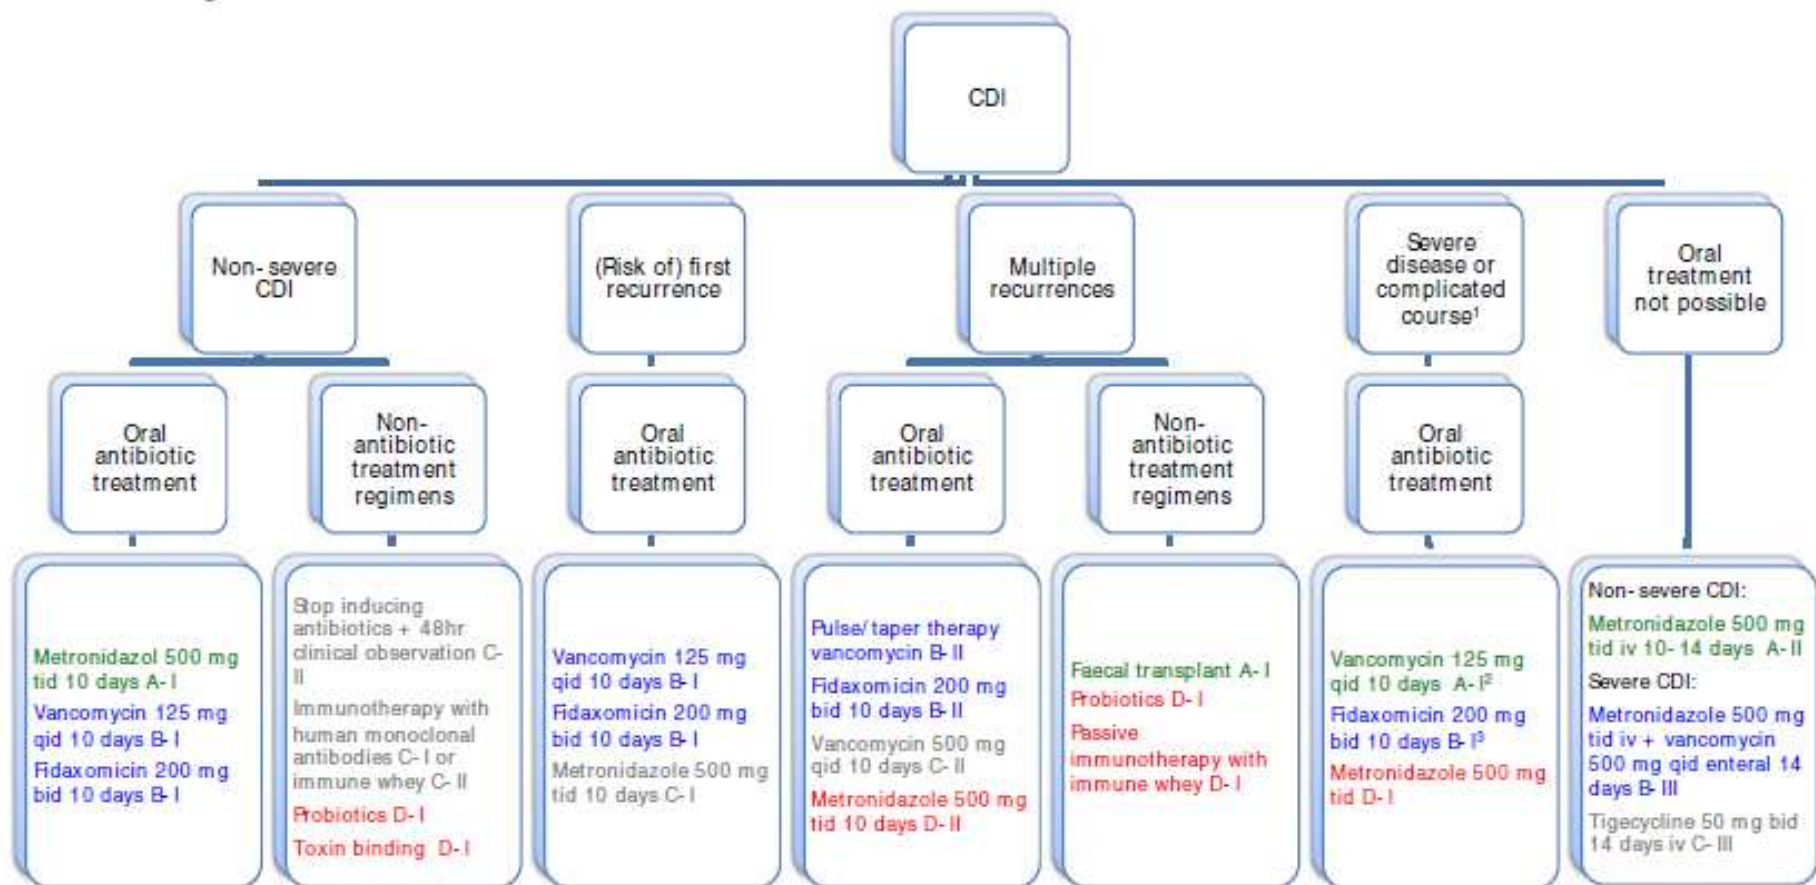 CDI
Non- severe
CDI
(Risk of) first
recurrence
Multiple
recurrences
Severe
disease or
complicated
course¹
Oral
treatment
not possible
Oral
antibiotic
treatment
Non-
antibiotic
treatment
regimens
Oral
antibiotic
treatment
Oral
antibiotic
treatment
Non-
antibiotic
treatment
regimens
Oral
antibiotic
treatment
Metronidazol 500 mg
tid 10 days A- I
Vancomycin 125 mg
qid 10 days B- I
Fidaxomicin 200 mg
bid 10 days B- I
Stop inducing
antibiotics + 48hr
clinical observation C-
II
Immunotherapy with
human monoclonal
antibodies C- I or
immune whey C- II
Probiotics D- I
Toxin binding D- I
Vancomycin 125 mg
qid 10 days B- I
Fidaxomicin 200 mg
bid 10 days B- I
Metronidazole 500 mg
tid 10 days C- I
Pulse/ taper therapy
vancomycin B- II
Fidaxomicin 200 mg
bid 10 days B- II
Vancomycin 500 mg
qid 10 days C- II
Metronidazole 500 mg
tid 10 days D- II
Faecal transplant A- I
Probiotics D- I
Passive
immunotherapy with
immune whey D- I
Vancomycin 125 mg
qid 10 days A- I²
Fidaxomicin 200 mg
bid 10 days B- I³
Metronidazole 500 mg
tid D- I
Non- severe CDI:
Metronidazole 500 mg
tid iv 10- 14 days A- II
Severe CDI:
Metronidazole 500 mg
tid iv + vancomycin
500 mg qid enteral 14
days B- III
Tigecycline 50 mg bid
14 days iv C- III